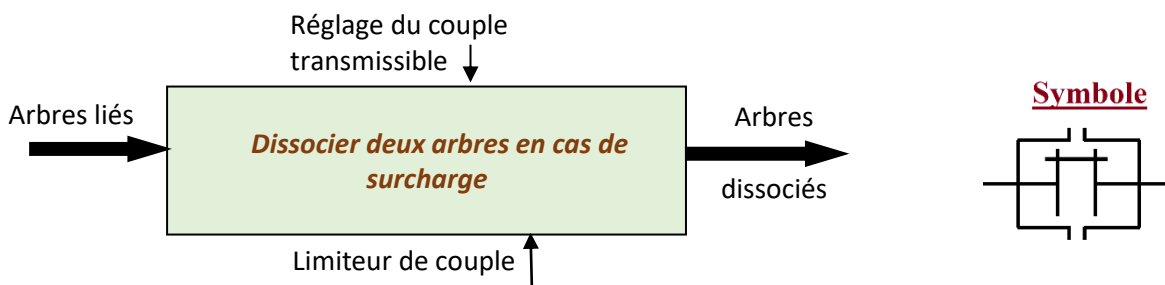 Réglage du couple
transmissible
Arbres liés
Dissocier deux arbres en cas de
surcharge
Arbres
dissociés
Limiteur de couple
Symbole